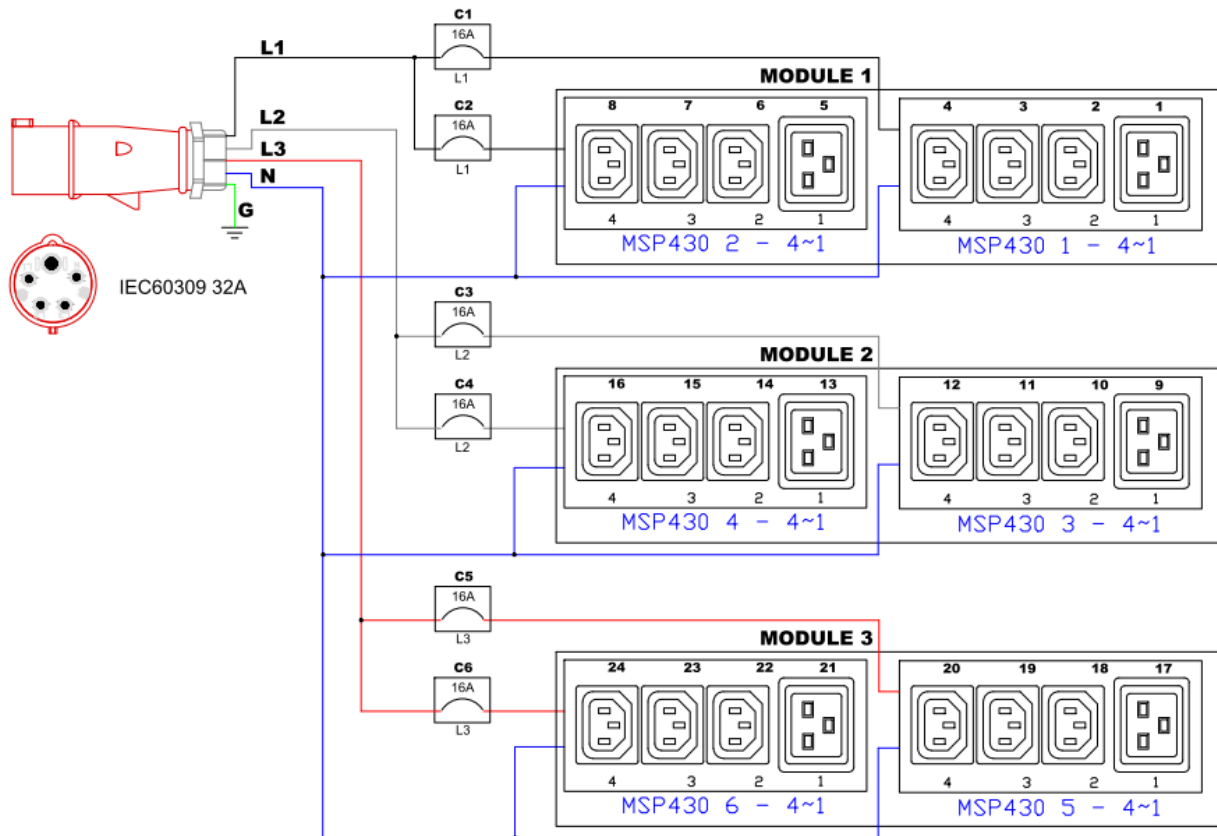 C1
16A
L1
L1
C2
16A
L1
L2
L3
N
G
IEC60309 32A
MODULE 1
8 7 6 5
4 3 2 1
4 3 2 1
4 3 2 1
MSP430 2 - 4~1
MSP430 1 - 4~1
C3
16A
L2
C4
16A
L2
MODULE 2
16 15 14 13
12 11 10 9
4 3 2 1
4 3 2 1
MSP430 4 - 4~1
MSP430 3 - 4~1
C5
16A
L3
C6
16A
L3
MODULE 3
24 23 22 21
20 19 18 17
4 3 2 1
4 3 2 1
MSP430 6 - 4~1
MSP430 5 - 4~1